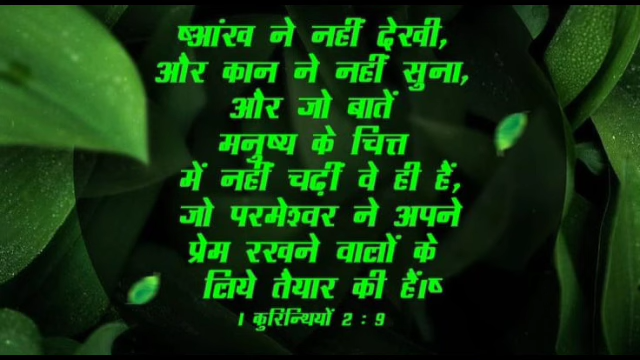 ष्आंख ने नहीं देखी,
और कान ने नहीं सुना,
और जो बातें
मनुष्य के चित्त
में नहीं चढ़ीं वे ही हैं,
जो परमेश्वर ने अपने
प्रेम रखने वालों के
लिये तैयार की हैं।ष्
1 कुरिन्थियों 2 : 9